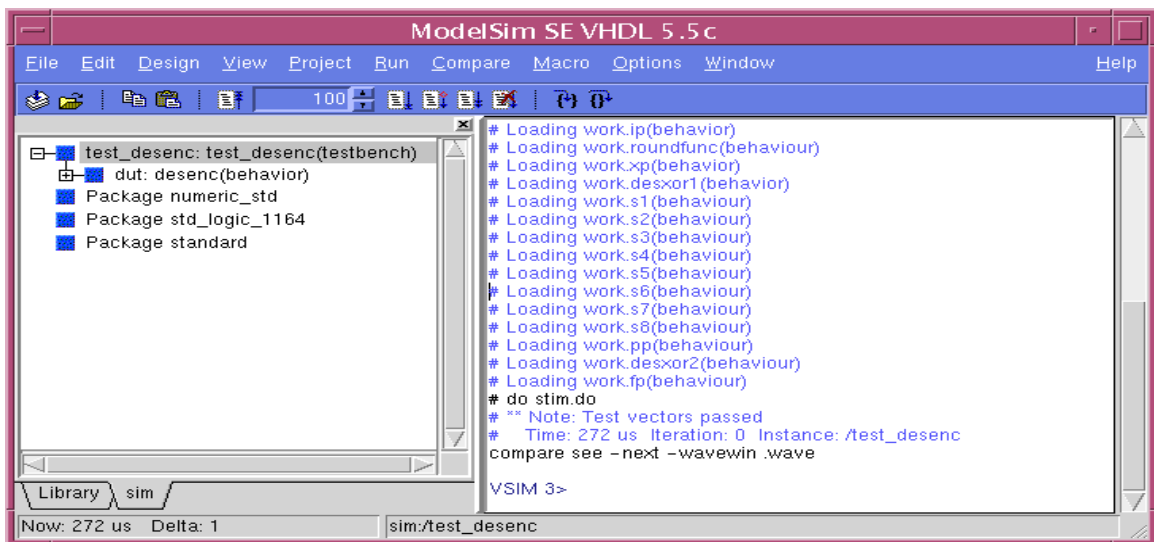 ModelSim SE VHDL 5.5c
File Edit Design View Project Run Compare Macro Options Window Help
100
test_desenc: test_desenc(testbench)
dut: desenc(behavior)
Package numeric_std
Package std_logic_1164
Package standard
Library sim
# Loading work.ip(behavior)
# Loading work.roundfunc(behaviour)
# Loading work.xp(behavior)
# Loading work.desxor1(behavior)
# Loading work.s1(behaviour)
# Loading work.s2(behaviour)
# Loading work.s3(behaviour)
# Loading work.s4(behaviour)
# Loading work.s5(behaviour)
# Loading work.s6(behaviour)
# Loading work.s7(behaviour)
# Loading work.s8(behaviour)
# Loading work.pp(behaviour)
# Loading work.desxor2(behaviour)
# Loading work.fp(behaviour)
# do stim.do
# ** Note: Test vectors passed
#    Time: 272 us  Iteration: 0  Instance: /test_desenc
compare see -next -wavewin .wave
VSIM 3>
Now: 272 us  Delta: 1
sim:/test_desenc